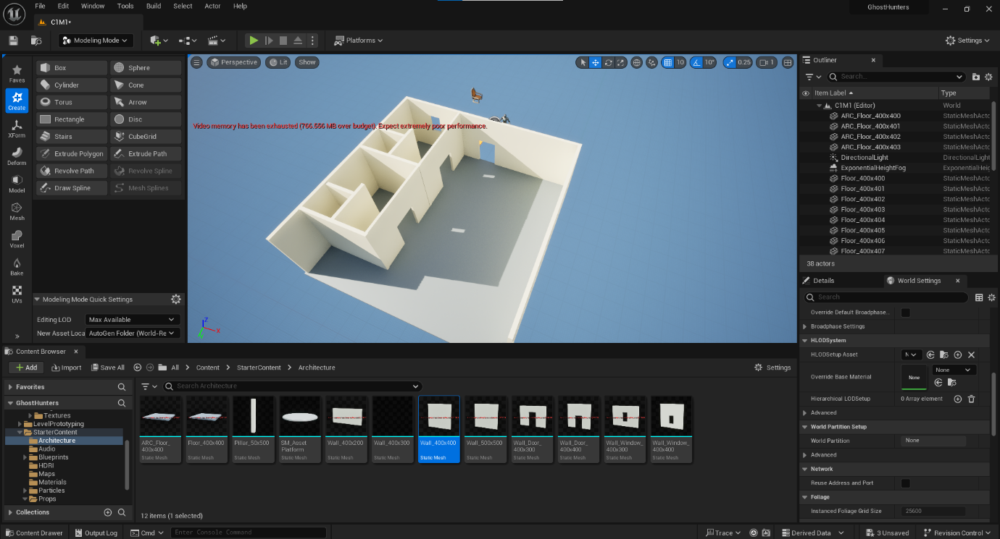 File Edit Window Tools Build Select Actor Help
GhostHunters
C1M1*
Modeling Mode
Platforms
Settings
Faves
Create
XForm
Deform
Model
Mesh
Voxel
Bake
UVs
Box
Sphere
Cylinder
Cone
Torus
Arrow
Rectangle
Disc
Stairs
CubeGrid
Extrude Polygon
Extrude Path
Revolve Path
Revolve Spline
Draw Spline
Mesh Splines
Modeling Mode Quick Settings
Editing LOD
Max Available
New Asset Loca
AutoGen Folder (World-Re
Perspective
Lit
Show
10
10°
0.25
1
Video memory has been exhausted (766.556 MB over budget). Expect extremely poor performance.
Z
X
Outliner
Search...
Item Label
Type
C1M1 (Editor) World
ARC_Floor_400x400 StaticMeshActo
ARC_Floor_400x401 StaticMeshActo
ARC_Floor_400x402 StaticMeshActo
ARC_Floor_400x403 StaticMeshActo
DirectionalLight DirectionalLight
ExponentialHeightFog ExponentialHeig
Floor_400x400 StaticMeshActo
Floor_400x401 StaticMeshActo
Floor_400x402 StaticMeshActo
Floor_400x403 StaticMeshActo
Floor_400x404 StaticMeshActo
Floor_400x405 StaticMeshActo
Floor_400x406 StaticMeshActo
Floor_400x407 StaticMeshActo
38 actors
Details
World Settings
Search
Override Default Broadphase...
Broadphase Settings
HLODSystem
HLODSetup Asset
N
Override Base Material
None
None
Hierarchical LODSetup
0 Array element
Advanced
World Partition Setup
World Partition
None
Advanced
Network
Reuse Address and Port
Foliage
Instanced Foliage Grid Size
25600
Content Browser
Add
Import
Save All
All > Content > StarterContent > Architecture
Settings
Favorites
GhostHunters
Textures
LevelPrototyping
StarterContent
Architecture
Audio
Blueprints
HDRI
Maps
Materials
Particles
Props
Collections
Search Architecture
ARC_Floor_
400x400
Static Mesh
Floor_400x400
Static Mesh
Pillar_50x500
Static Mesh
SM_Asset
Platform
Static Mesh
Wall_400x200
Static Mesh
Wall_400x300
Static Mesh
Wall_400x400
Static Mesh
Wall_500x500
Static Mesh
Wall_Door_
400x300
Static Mesh
Wall_Door_
400x400
Static Mesh
Wall_Window_
400x300
Static Mesh
Wall_Window_
400x400
Static Mesh
12 items (1 selected)
Content Drawer
Output Log
Cmd
Enter Console Command
Trace
Derived Data
3 Unsaved
Revision Control